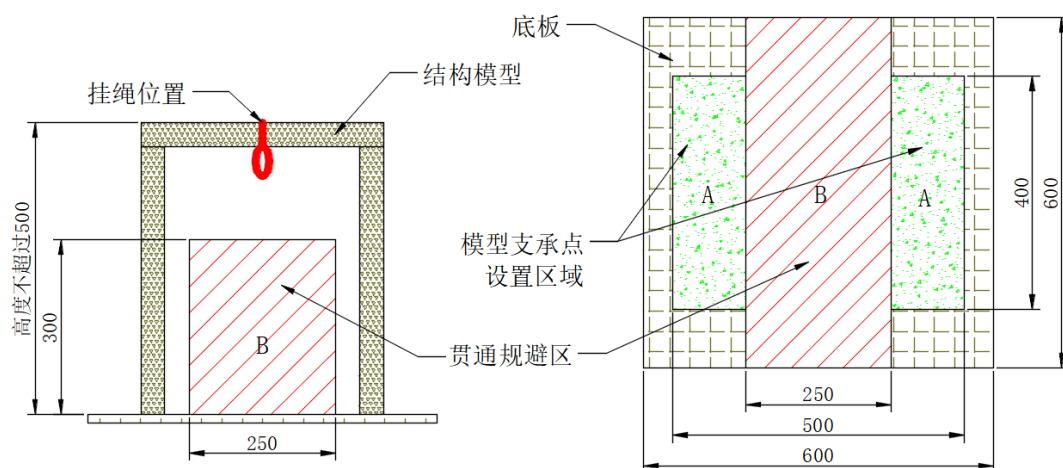 挂绳位置
结构模型
高度不超过500
300
B
250
底板
A
B
A
模型支承点
设置区域
贯通规避区
400
600
250
500
600